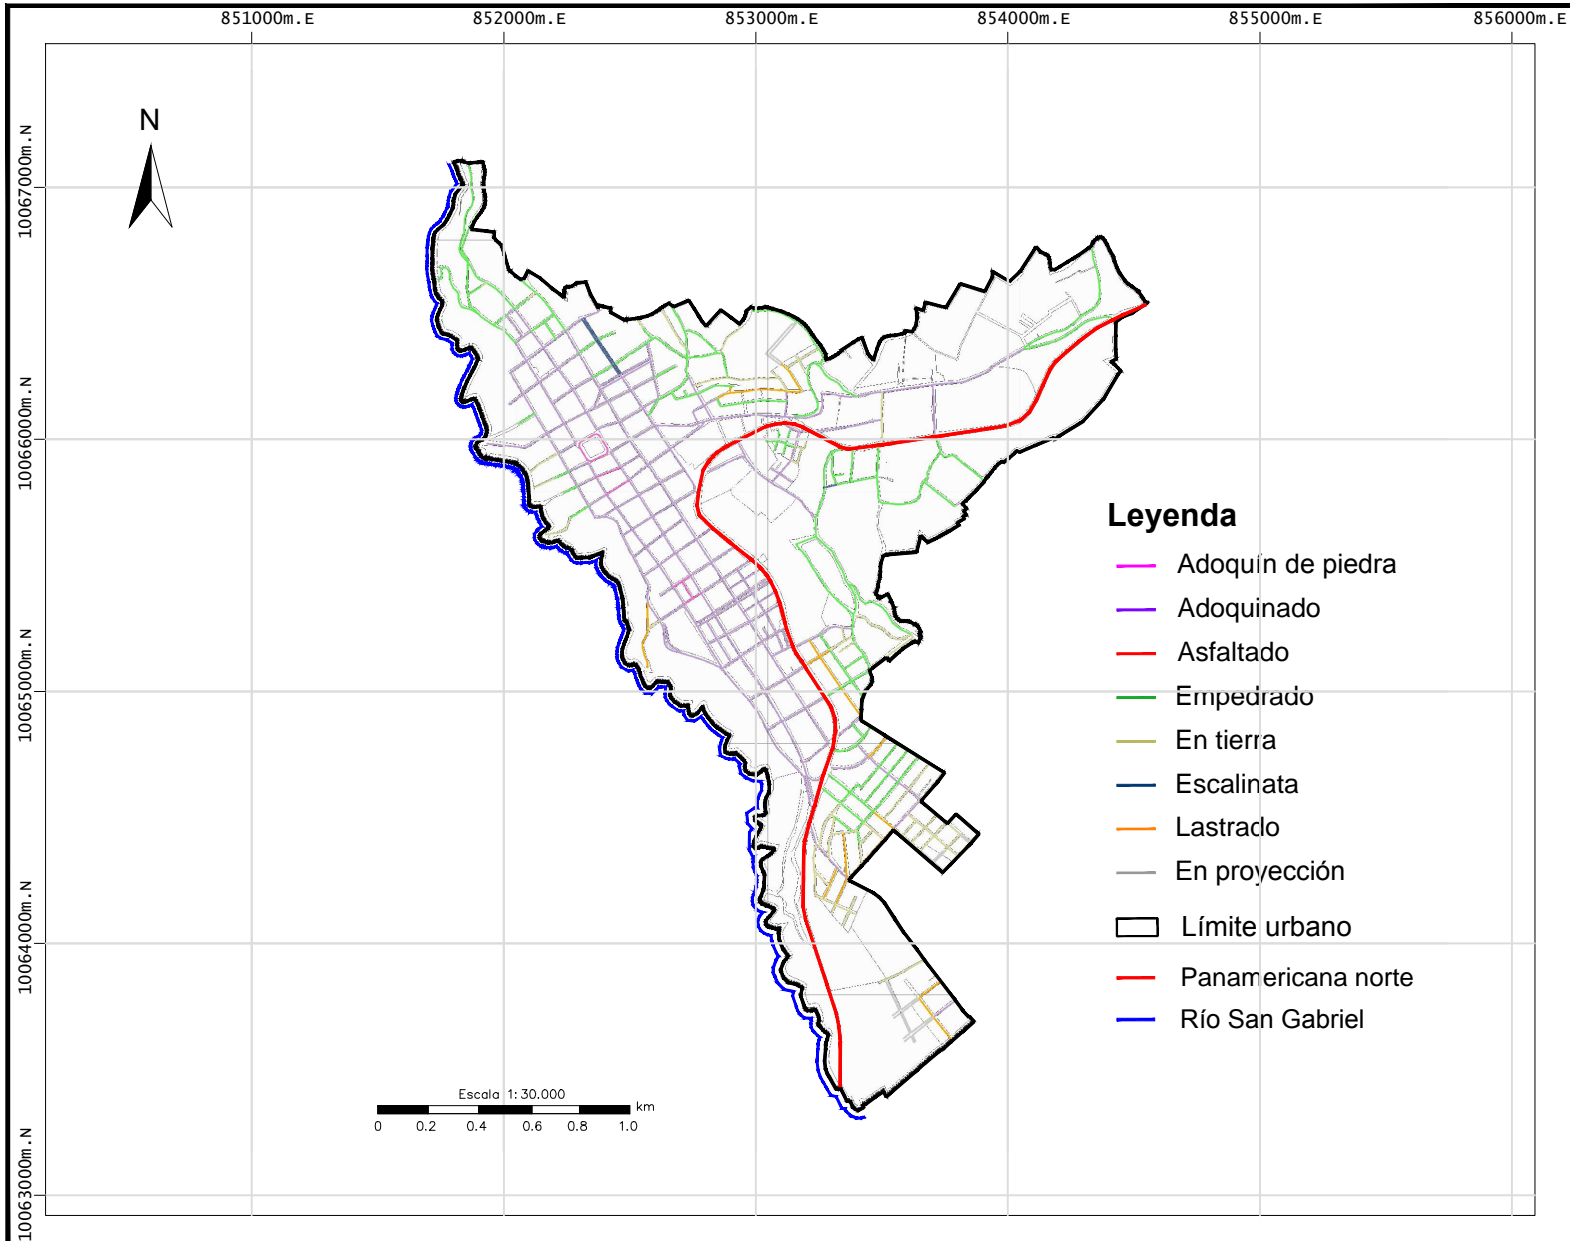 851000m.E 852000m.E 853000m.E 854000m.E 855000m.E 856000m.E
N
10067000m.N
10066000m.N
10065000m.N
10064000m.N
10063000m.N
Leyenda
Adoquín de piedra
Adoquinado
Asfaltado
Empedrado
En tierra
Escalinata
Lastrado
En proyección
Límite urbano
Panamericana norte
Río San Gabriel
Escala 1:30.000
km
0 0.2 0.4 0.6 0.8 1.0